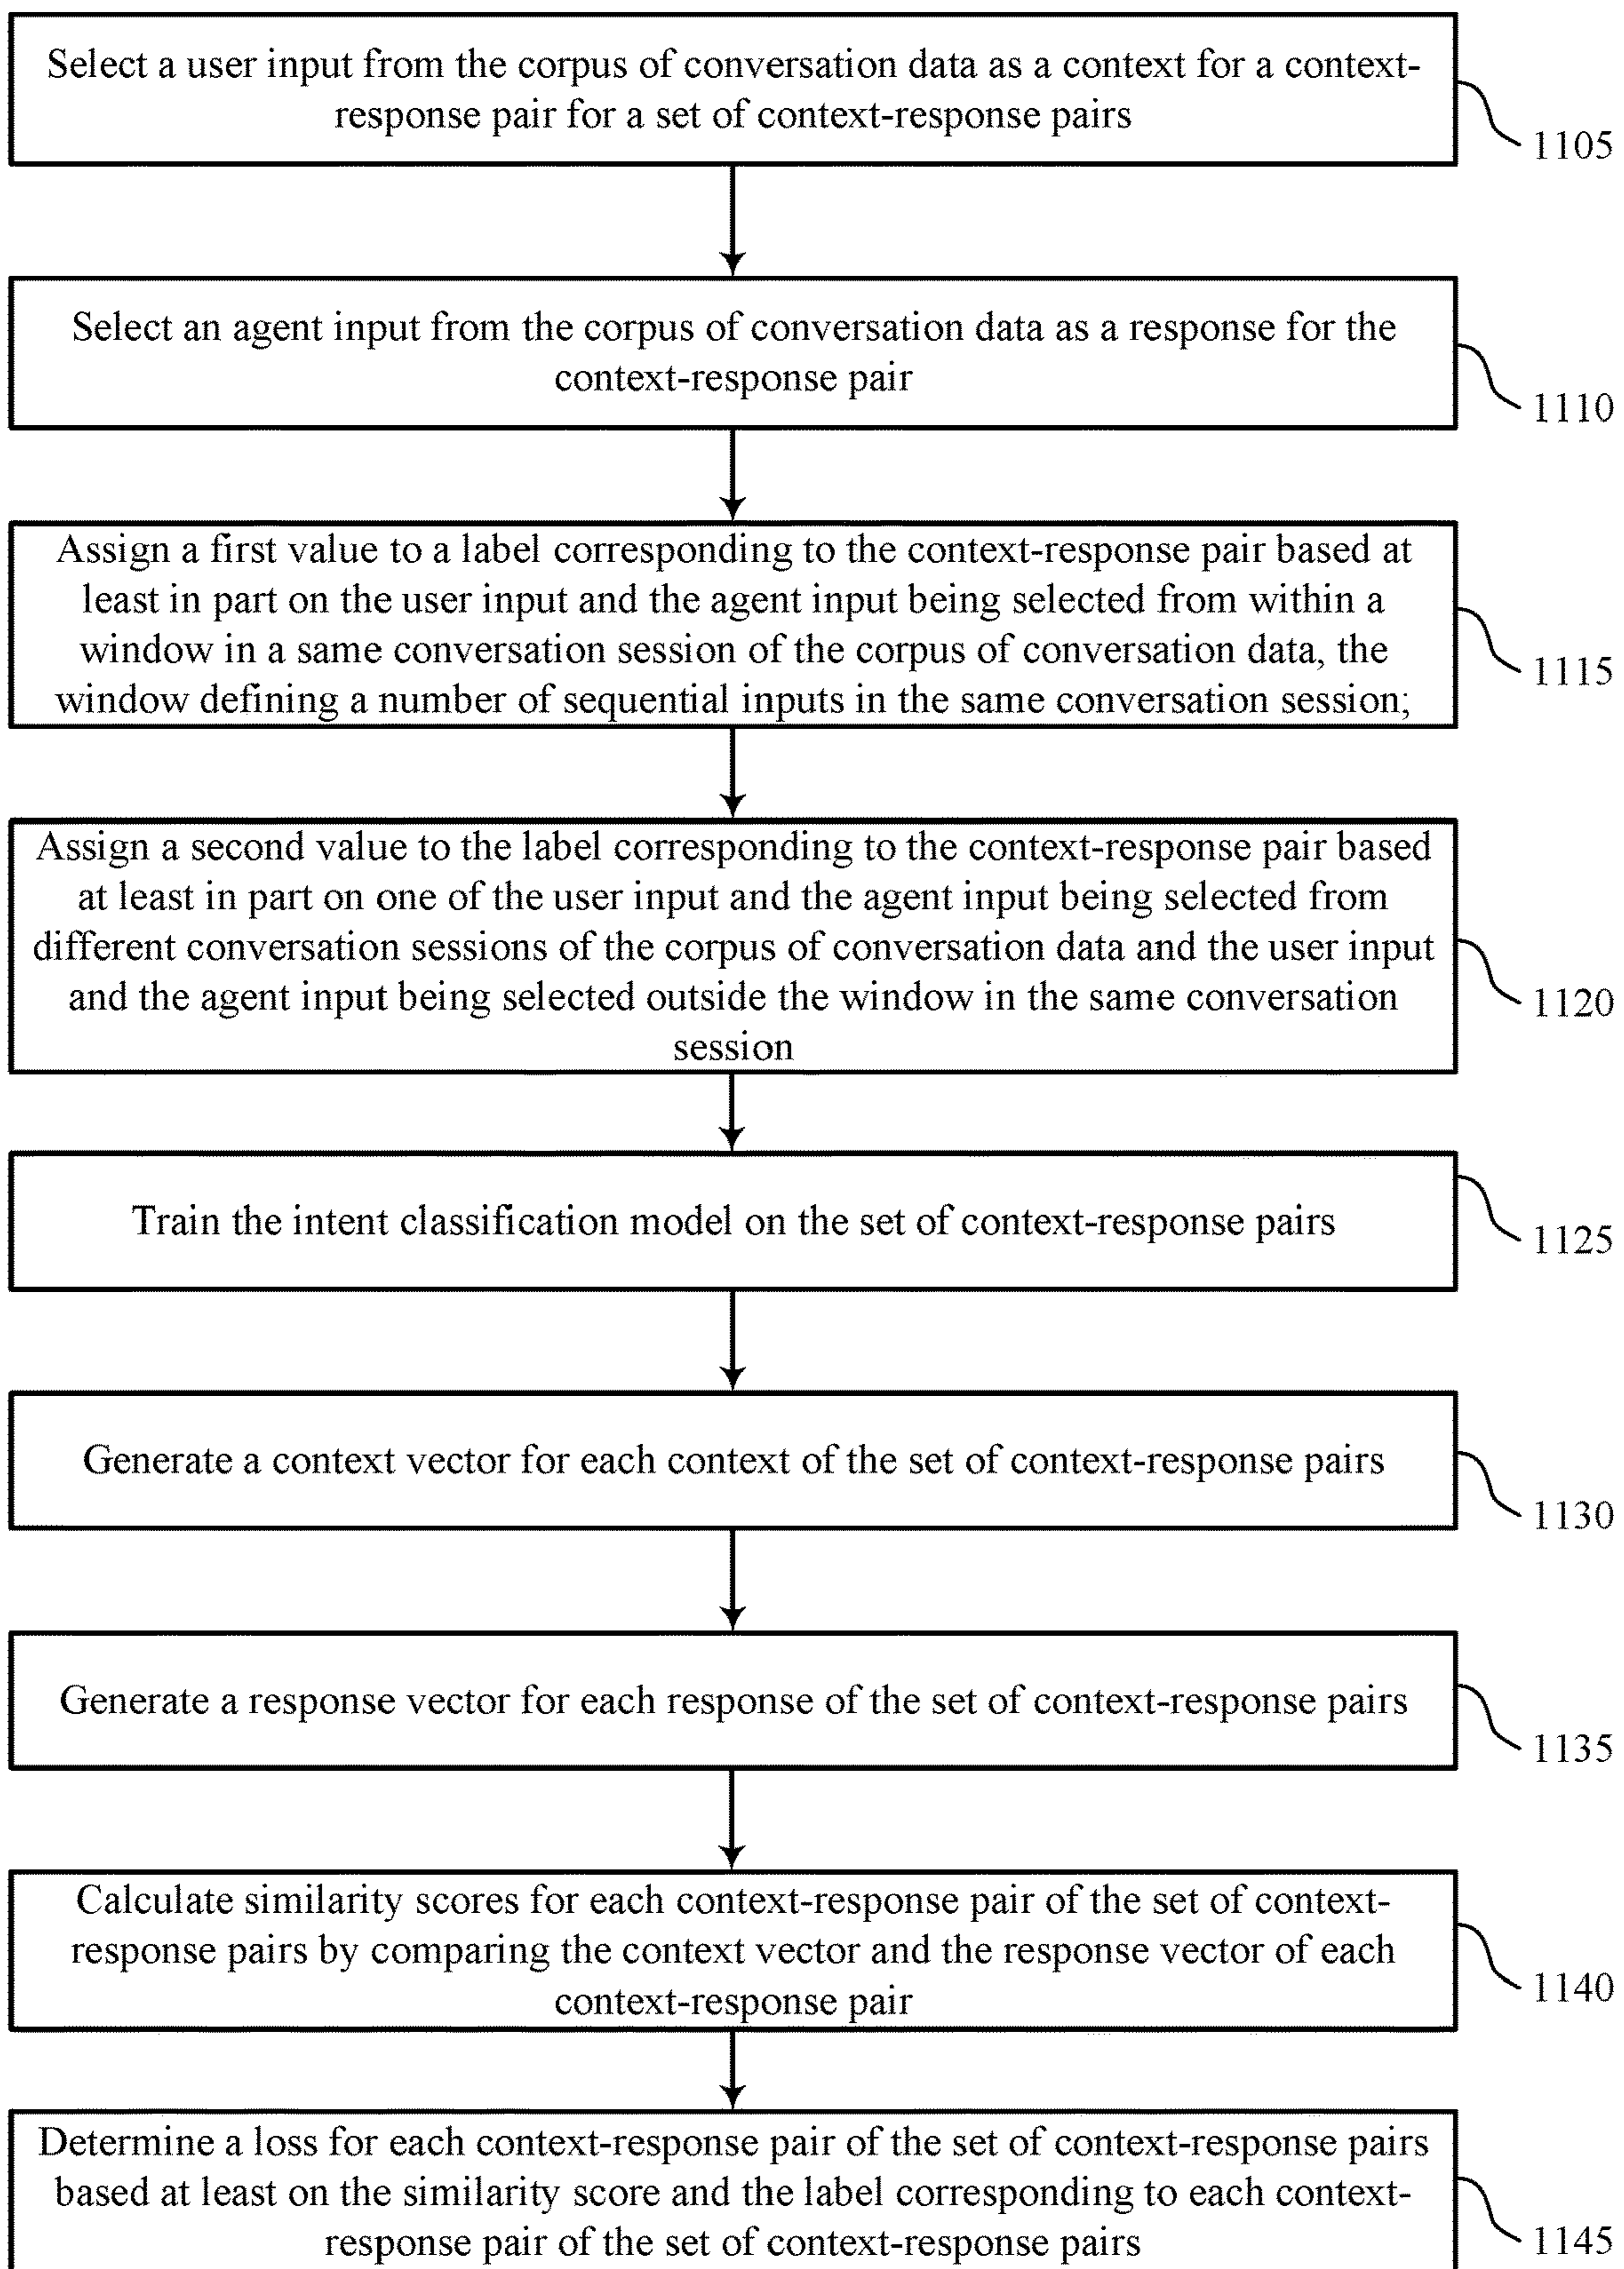 Select a user input from the corpus of conversation data as a context for a context-
response pair for a set of context-response pairs
1105
Select an agent input from the corpus of conversation data as a response for the
context-response pair
1110
Assign a first value to a label corresponding to the context-response pair based at
least in part on the user input and the agent input being selected from within a
window in a same conversation session of the corpus of conversation data, the
window defining a number of sequential inputs in the same conversation session;
1115
Assign a second value to the label corresponding to the context-response pair based
at least in part on one of the user input and the agent input being selected from
different conversation sessions of the corpus of conversation data and the user input
and the agent input being selected outside the window in the same conversation
session
1120
Train the intent classification model on the set of context-response pairs
1125
Generate a context vector for each context of the set of context-response pairs
1130
Generate a response vector for each response of the set of context-response pairs
1135
Calculate similarity scores for each context-response pair of the set of context-
response pairs by comparing the context vector and the response vector of each
context-response pair
1140
Determine a loss for each context-response pair of the set of context-response pairs
based at least on the similarity score and the label corresponding to each context-
response pair of the set of context-response pairs
1145